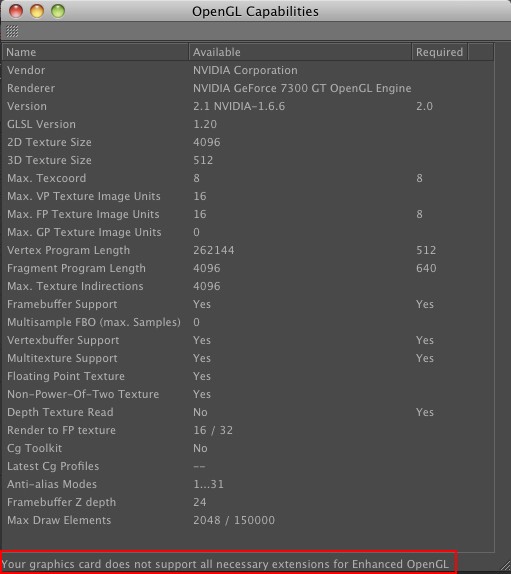 OpenGL Capabilities
Name Available Required
Vendor NVIDIA Corporation
Renderer NVIDIA GeForce 7300 GT OpenGL Engine
Version 2.1 NVIDIA-1.6.6 2.0
GLSL Version 1.20
2D Texture Size 4096
3D Texture Size 512
Max. Texcoord 8 8
Max. VP Texture Image Units 16
Max. FP Texture Image Units 16 8
Max. GP Texture Image Units 0
Vertex Program Length 262144 512
Fragment Program Length 4096 640
Max. Texture Indirections 4096
Framebuffer Support Yes Yes
Multisample FBO (max. Samples) 0
Vertexbuffer Support Yes Yes
Multitexture Support Yes Yes
Floating Point Texture Yes
Non-Power-Of-Two Texture Yes
Depth Texture Read No Yes
Render to FP texture 16 / 32
Cg Toolkit No
Latest Cg Profiles --
Anti-alias Modes 1...31
Framebuffer Z depth 24
Max Draw Elements 2048 / 150000
Your graphics card does not support all necessary extensions for Enhanced OpenGL